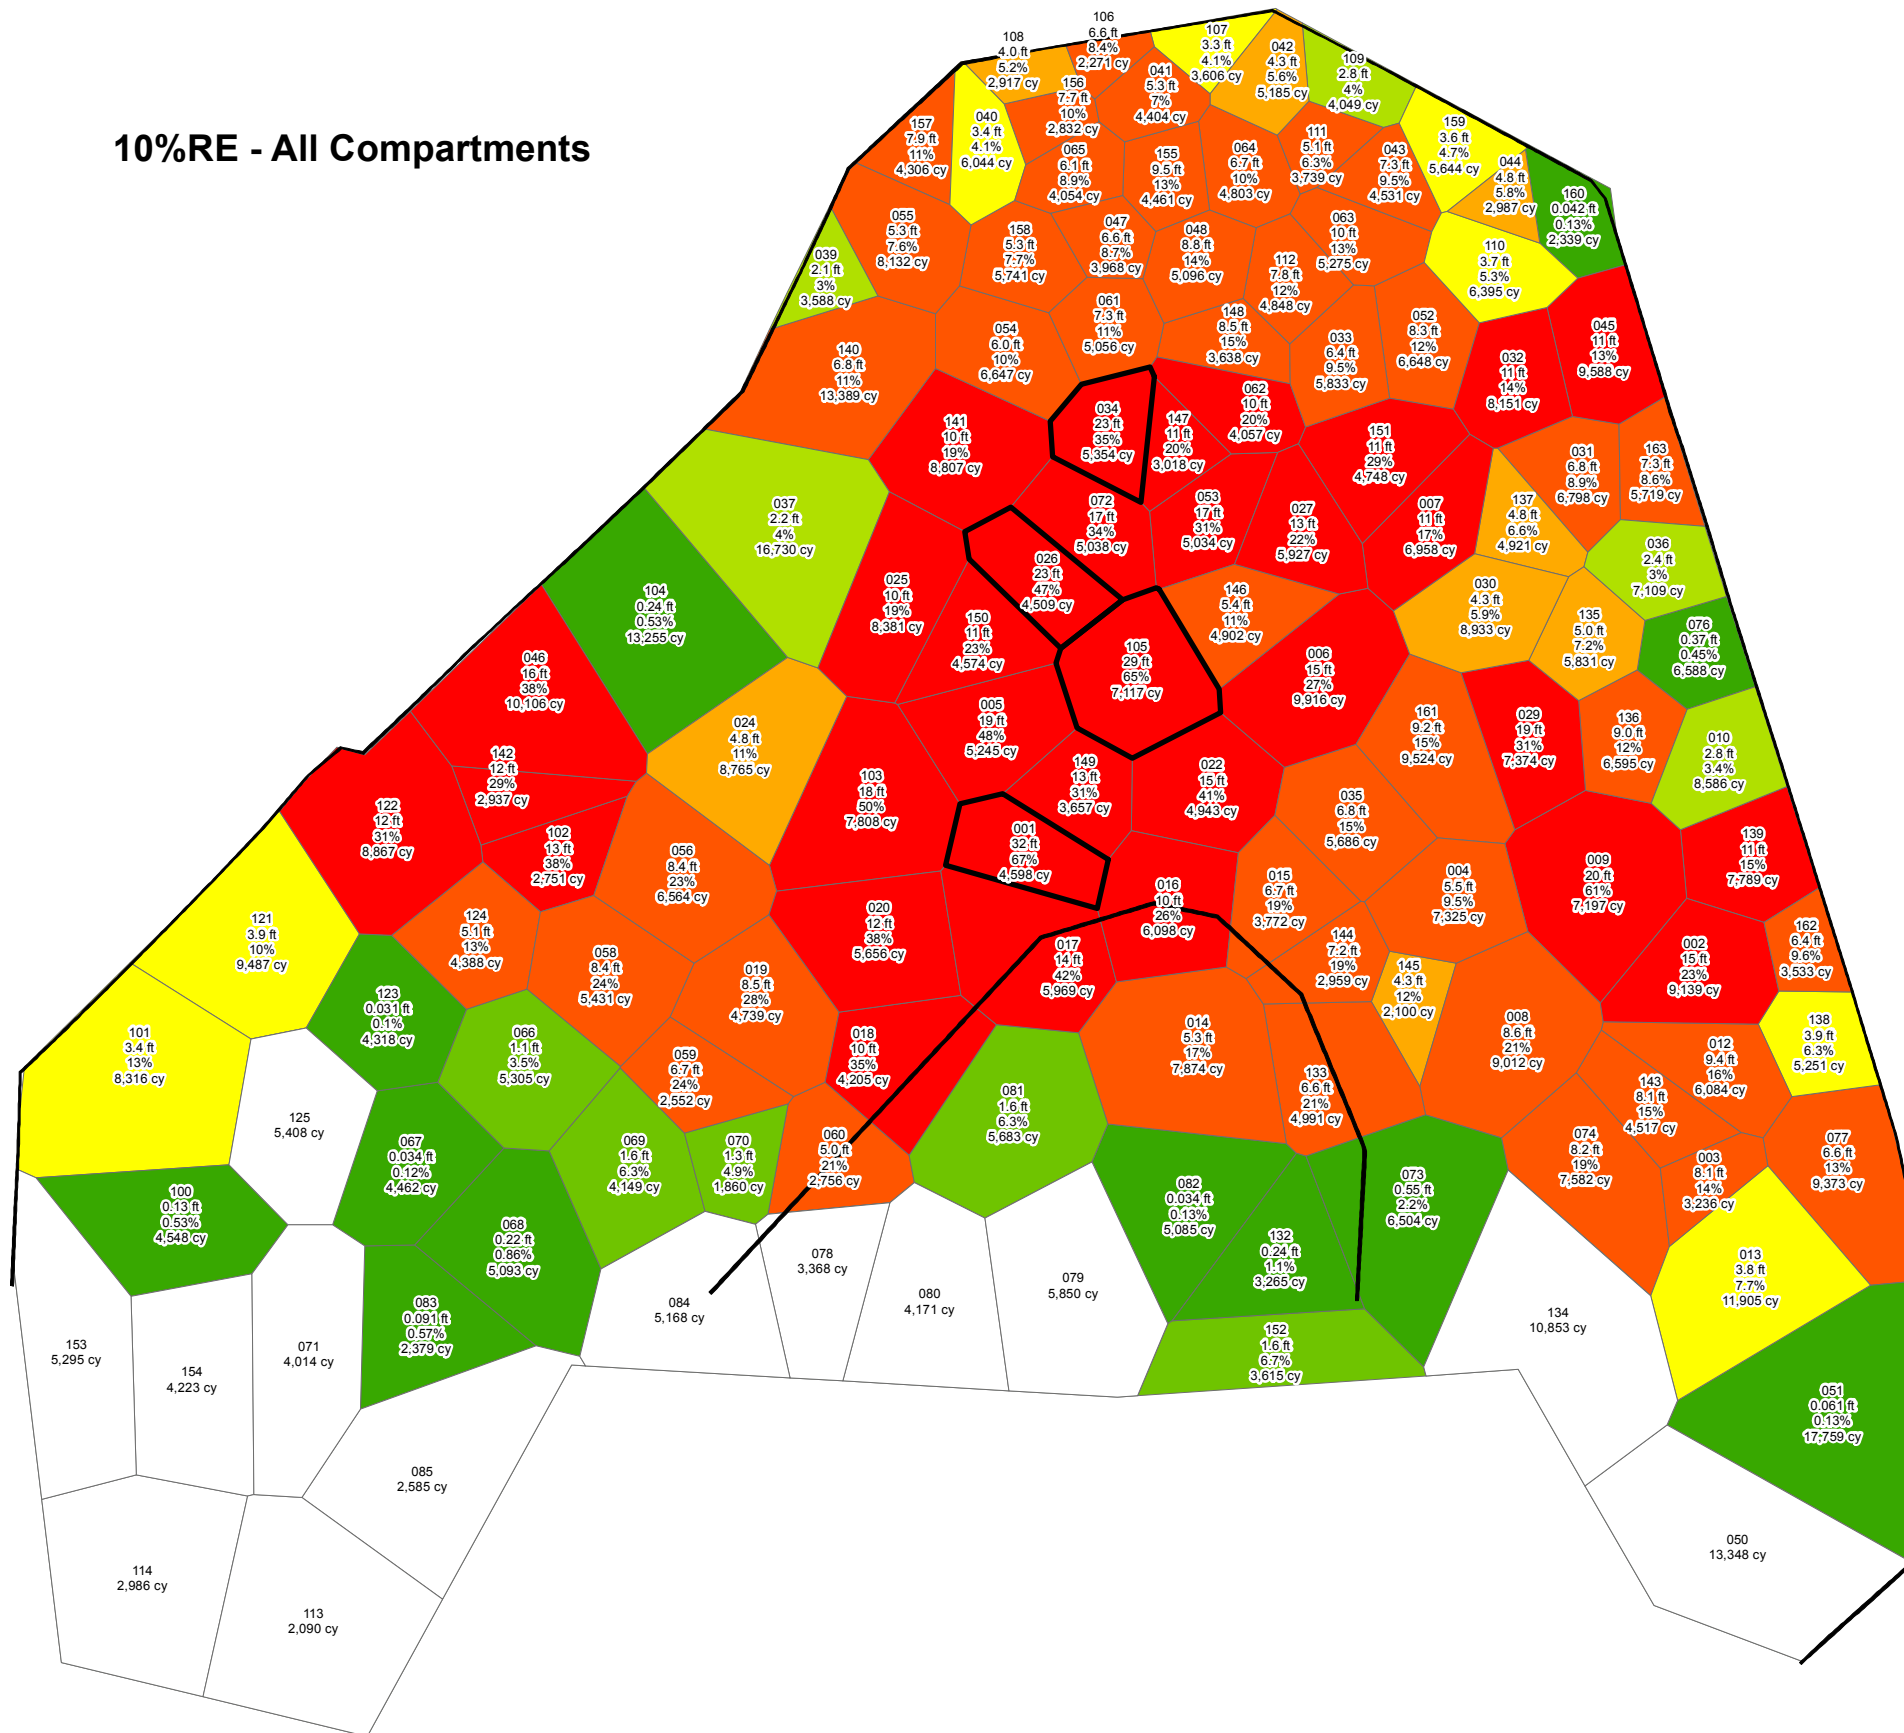 10%RE - All Compartments
106
6.6 ft
8.4%
2,271 cy
108
4.0 ft
5.2%
2,917 cy
107
3.3 ft
4.1%
3,606 cy
042
4.3 ft
5.6%
5,185 cy
109
2.8 ft
4%
4,049 cy
041
5.3 ft
7%
4,404 cy
156
7.7 ft
10%
2,832 cy
157
7.9 ft
11%
4,306 cy
040
3.4 ft
4.1%
6,044 cy
065
6.1 ft
8.9%
4,054 cy
155
9.5 ft
13%
4,461 cy
064
6.7 ft
10%
4,803 cy
111
5.1 ft
6.3%
3,739 cy
043
7.3 ft
9.5%
4,531 cy
159
3.6 ft
4.7%
5,644 cy
044
4.8 ft
5.8%
2,987 cy
160
0.042 ft
0.13%
2,339 cy
055
5.3 ft
7.6%
8,132 cy
158
5.3 ft
7.7%
5,741 cy
047
6.6 ft
8.7%
3,968 cy
048
8.8 ft
14%
5,096 cy
063
10 ft
13%
5,275 cy
112
7.8 ft
12%
4,848 cy
110
3.7 ft
5.3%
6,395 cy
039
2.1 ft
3%
3,588 cy
061
7.3 ft
11%
5,056 cy
148
8.5 ft
15%
3,638 cy
052
8.3 ft
12%
6,648 cy
054
6.0 ft
10%
6,647 cy
033
6.4 ft
9.5%
5,833 cy
045
11 ft
13%
9,588 cy
140
6.8 ft
11%
13,389 cy
032
11 ft
14%
8,151 cy
062
10 ft
20%
4,057 cy
034
23 ft
35%
5,354 cy
147
11 ft
20%
3,018 cy
141
10 ft
19%
8,807 cy
151
11 ft
29%
4,748 cy
031
6.8 ft
8.9%
6,798 cy
163
7.3 ft
8.6%
5,719 cy
037
2.2 ft
4%
16,730 cy
072
17 ft
34%
5,038 cy
053
17 ft
31%
5,034 cy
027
13 ft
22%
5,927 cy
007
11 ft
17%
6,958 cy
137
4.8 ft
6.6%
4,921 cy
036
2.4 ft
3%
7,109 cy
026
23 ft
47%
4,509 cy
025
10 ft
19%
8,381 cy
104
0.24 ft
0.53%
13,255 cy
146
5.4 ft
11%
4,902 cy
030
4.3 ft
5.9%
8,933 cy
135
5.0 ft
7.2%
5,831 cy
076
0.37 ft
0.45%
6,588 cy
150
11 ft
23%
4,574 cy
105
29 ft
65%
7,117 cy
006
15 ft
27%
9,916 cy
046
16 ft
38%
10,106 cy
005
19 ft
48%
5,245 cy
161
9.2 ft
15%
9,524 cy
029
19 ft
31%
7,374 cy
136
9.0 ft
12%
6,595 cy
010
2.8 ft
3.4%
8,586 cy
024
4.8 ft
11%
8,765 cy
142
12 ft
29%
2,937 cy
103
18 ft
50%
7,808 cy
149
13 ft
31%
3,657 cy
022
15 ft
41%
4,943 cy
035
6.8 ft
15%
5,686 cy
122
12 ft
31%
8,867 cy
102
13 ft
38%
2,751 cy
056
8.4 ft
23%
6,564 cy
001
32 ft
67%
4,598 cy
139
11 ft
15%
7,789 cy
009
20 ft
61%
7,197 cy
004
5.5 ft
9.5%
7,325 cy
015
6.7 ft
19%
3,772 cy
016
10 ft
26%
6,098 cy
020
12 ft
38%
5,656 cy
121
3.9 ft
10%
9,487 cy
124
5.1 ft
13%
4,388 cy
058
8.4 ft
24%
5,431 cy
019
8.5 ft
28%
4,739 cy
017
14 ft
42%
5,969 cy
144
7.2 ft
19%
2,959 cy
145
4.3 ft
12%
2,100 cy
002
15 ft
23%
9,139 cy
162
6.4 ft
9.6%
3,533 cy
123
0.031 ft
0.1%
4,318 cy
101
3.4 ft
13%
8,316 cy
066
1.1 ft
3.5%
5,305 cy
018
10 ft
35%
4,205 cy
014
5.3 ft
17%
7,874 cy
008
8.6 ft
21%
9,012 cy
012
9.4 ft
16%
6,084 cy
138
3.9 ft
6.3%
5,251 cy
059
6.7 ft
24%
2,552 cy
133
6.6 ft
21%
4,991 cy
143
8.1 ft
15%
4,517 cy
125
5,408 cy
081
1.6 ft
6.3%
5,683 cy
067
0.034 ft
0.12%
4,462 cy
069
1.6 ft
6.3%
4,149 cy
070
1.3 ft
4.9%
1,860 cy
060
5.0 ft
21%
2,756 cy
074
8.2 ft
19%
7,582 cy
003
8.1 ft
14%
3,236 cy
077
6.6 ft
13%
9,373 cy
100
0.13 ft
0.53%
4,548 cy
068
0.22 ft
0.86%
5,093 cy
082
0.034 ft
0.13%
5,085 cy
073
0.55 ft
2.2%
6,504 cy
132
0.24 ft
1.1%
3,265 cy
078
3,368 cy
013
3.8 ft
7.7%
11,905 cy
079
5,850 cy
080
4,171 cy
084
5,168 cy
083
0.091 ft
0.57%
2,379 cy
134
10,853 cy
153
5,295 cy
071
4,014 cy
154
4,223 cy
152
1.6 ft
6.7%
3,615 cy
051
0.061 ft
0.13%
17,759 cy
085
2,585 cy
050
13,348 cy
114
2,986 cy
113
2,090 cy